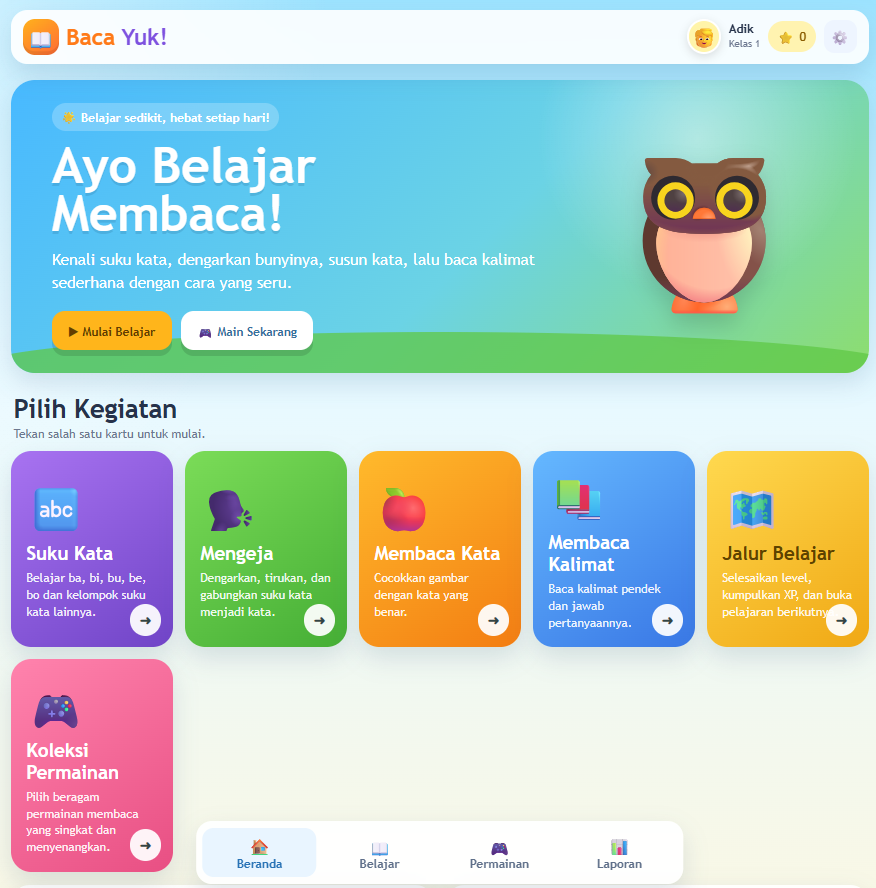 Baca Yuk!
Adik
Kelas 1
0
Belajar sedikit, hebat setiap hari!
Ayo Belajar
Membaca!
Kenali suku kata, dengarkan bunyinya, susun kata, lalu baca kalimat
sederhana dengan cara yang seru.
▶ Mulai Belajar
Main Sekarang
Pilih Kegiatan
Tekan salah satu kartu untuk mulai.
abc
Suku Kata
Belajar ba, bi, bu, be,
bo dan kelompok suku
kata lainnya.
→
Mengeja
Dengarkan, tirukan, dan
gabungkan suku kata
menjadi kata.
→
Membaca Kata
Cocokkan gambar
dengan kata yang
benar.
→
Membaca
Kalimat
Baca kalimat pendek
dan jawab
pertanyaannya.
→
Jalur Belajar
Selesaikan level,
kumpulkan XP, dan buka
pelajaran
→
Koleksi
Permainan
Pilih beragam
permainan membaca
yang singkat dan
menyenangkan.
→
Beranda
Belajar
Permainan
Laporan